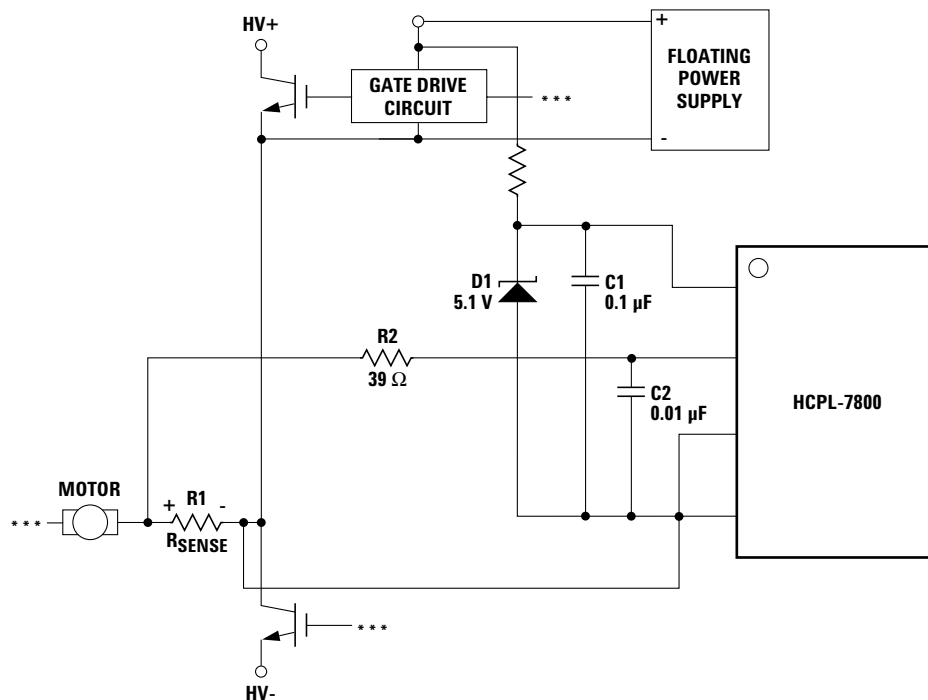 HV+
+
FLOATING
POWER
SUPPLY
-
GATE DRIVE
CIRCUIT
***
D1
5.1 V
C1
0.1 µF
R2
39 Ω
C2
0.01 µF
HCPL-7800
MOTOR
***
+ R1 -
RSENSE
***
HV-